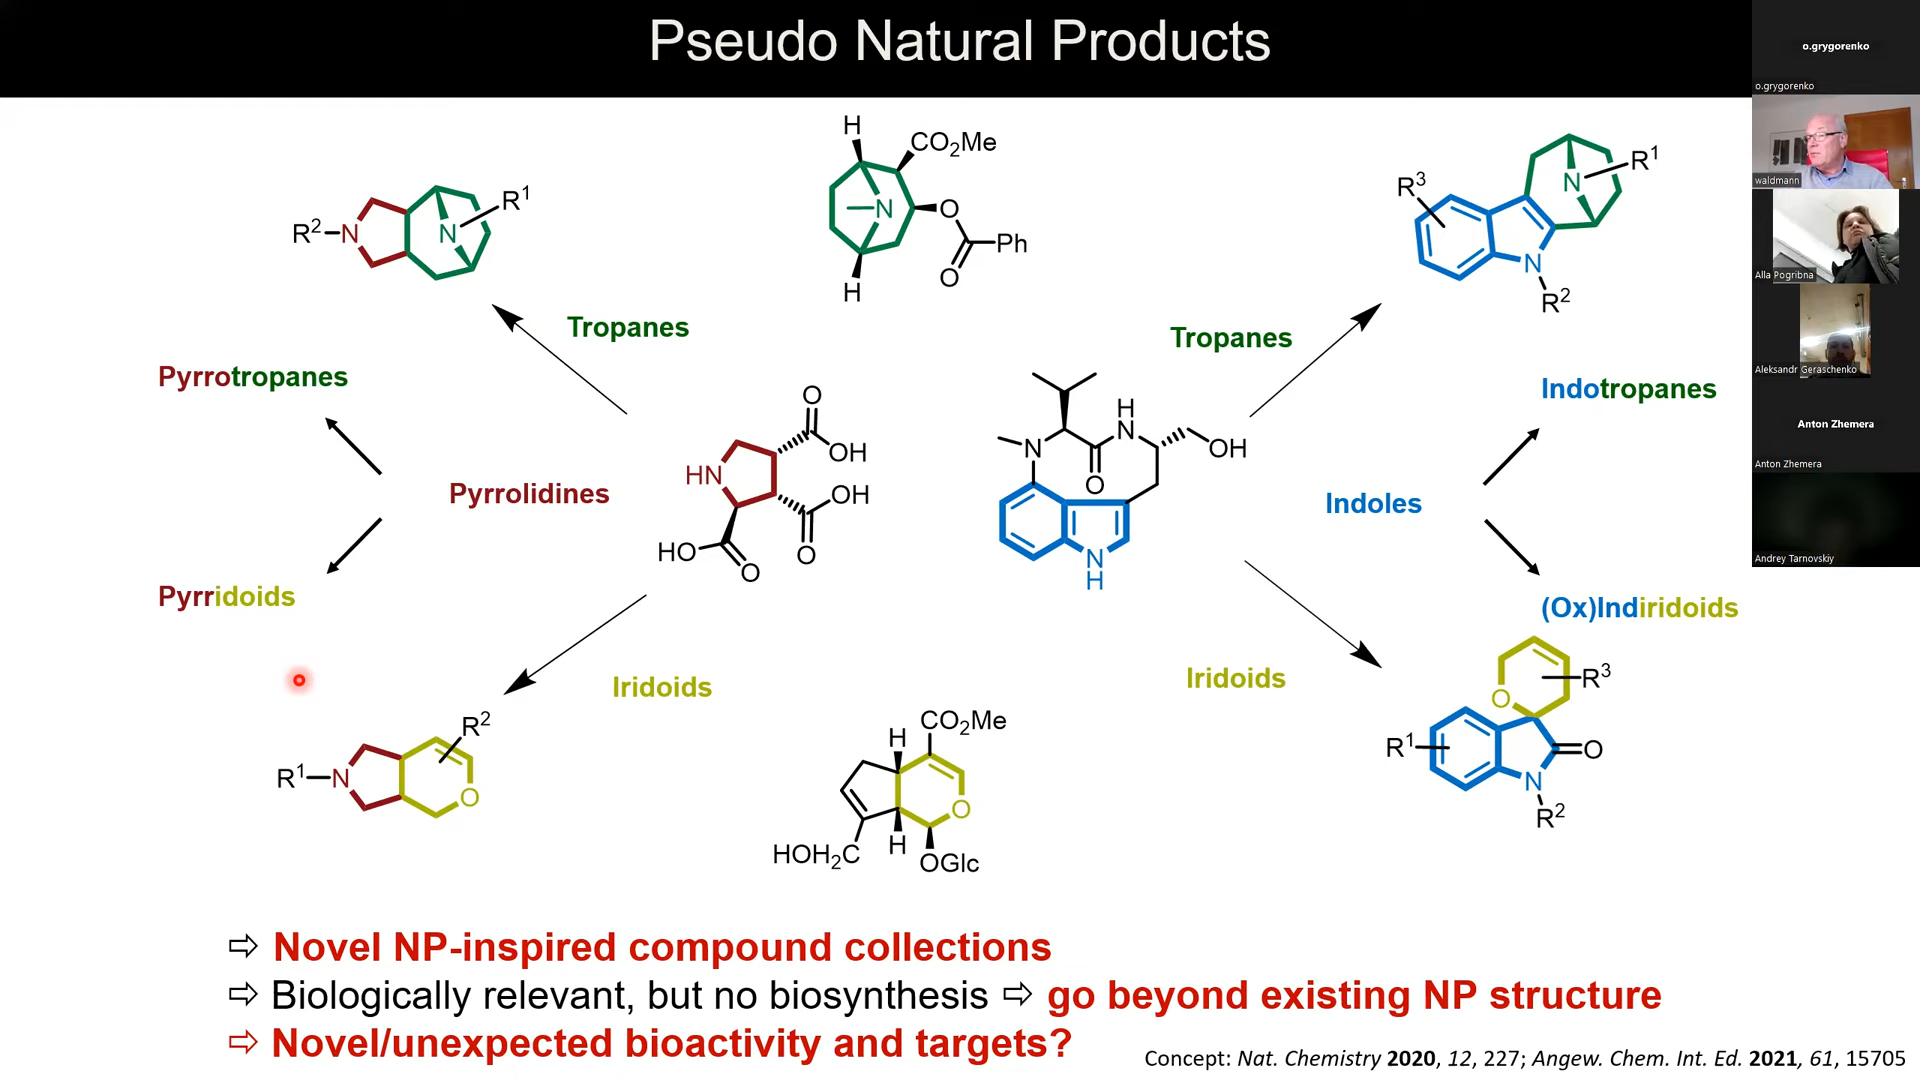 Pseudo Natural Products
o.grygorenko
o.grygorenko
waldmann
Alla Pogribna
Aleksandr Geraschenko
Anton Zhemera
Anton Zhemera
Andrey Tarnovskiy
R² N N R¹
H CO₂Me N O Ph O H
R³ N R¹ N R²
Tropanes
Tropanes
Pyrrotropanes
Indotropanes
Pyrrolidines
HN O OH OH O HO O
N H N O OH N H
Indoles
Pyrridoids
(Ox)Indiridoids
Iridoids
Iridoids
R¹ N R² O
CO₂Me H O H HOH₂C OGlc
R³ O R¹ O N R²
⇨ Novel NP-inspired compound collections
⇨ Biologically relevant, but no biosynthesis ⇨ go beyond existing NP structure
⇨ Novel/unexpected bioactivity and targets?
Concept: Nat. Chemistry 2020, 12, 227; Angew. Chem. Int. Ed. 2021, 61, 15705